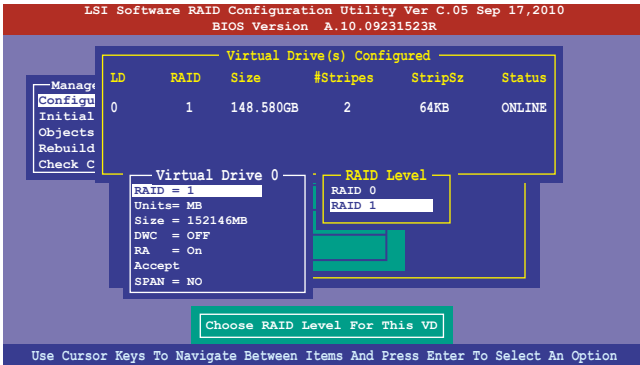 LSI Software RAID Configuration Utility Ver C.05 Sep 17,2010
BIOS Version A.10.09231523R
Virtual Drive(s) Configured
LD RAID Size #Stripes StripSz Status
0 1 148.580GB 2 64KB ONLINE
Manage
Configu
Initial
Objects
Rebuild
Check C
Virtual Drive 0
RAID = 1
Units= MB
Size = 152146MB
DWC = OFF
RA = On
Accept
SPAN = NO
RAID Level
RAID 0
RAID 1
Choose RAID Level For This VD
Use Cursor Keys To Navigate Between Items And Press Enter To Select An Option